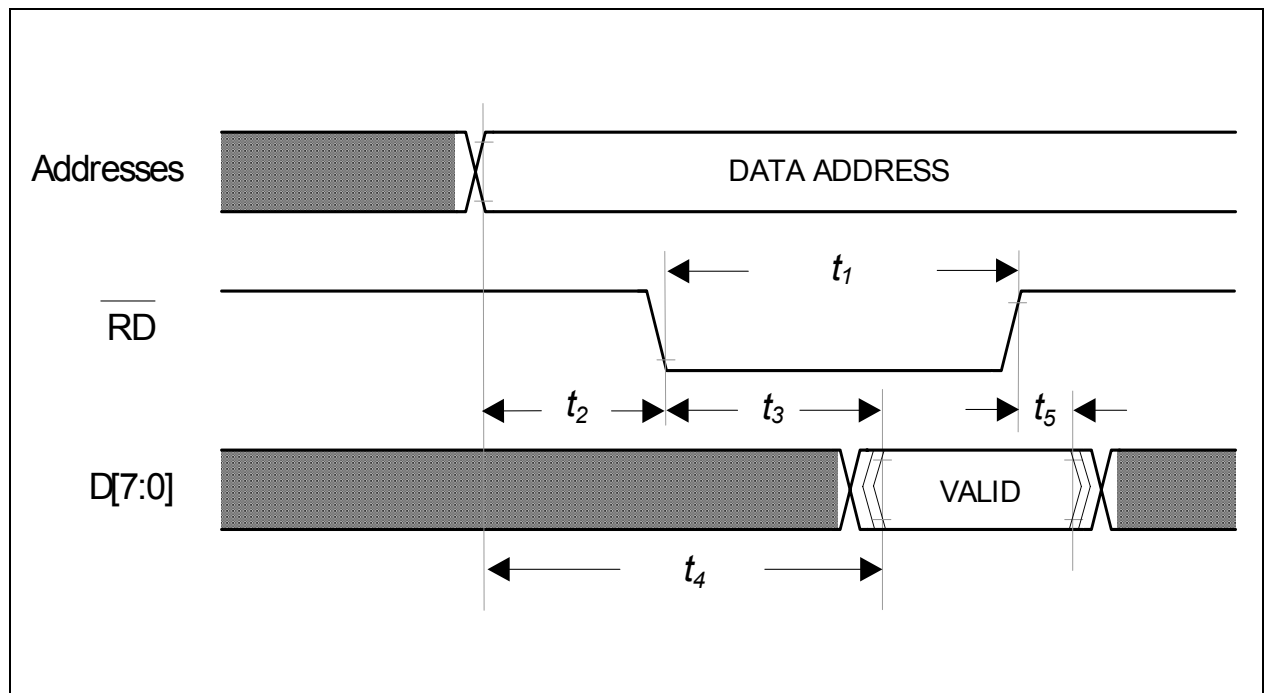 Addresses
DATA ADDRESS
t1
RD
t2
t3
t5
D[7:0]
VALID
t4